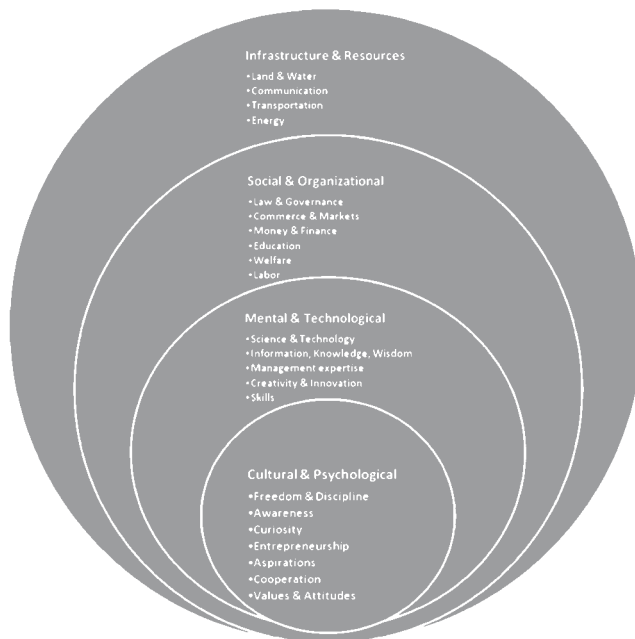 Infrastructure & Resources
•Land & Water
•Communication
•Transportation
•Energy
Social & Organizational
•Law & Governance
•Commerce & Markets
•Money & Finance
•Education
•Welfare
•Labor
Mental & Technological
•Science & Technology
•Information, Knowledge, Wisdom
•Management expertise
•Creativity & Innovation
•Skills
Cultural & Psychological
•Freedom & Discipline
•Awareness
•Curiosity
•Entrepreneurship
•Aspirations
•Cooperation
•Values & Attitudes